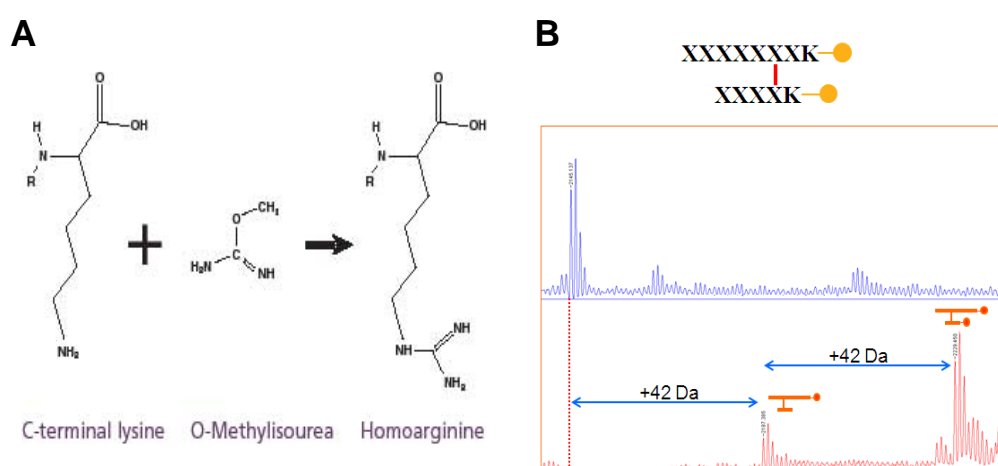 A
B
O
OH
H
N
R
NH₂
O
CH₃
C
H₂N
NH
O
OH
H
N
R
NH
NH
NH₂
C-terminal lysine
O-Methylisourea
Homoarginine
XXXXXXXK
XXXXK
+42 Da
+42 Da